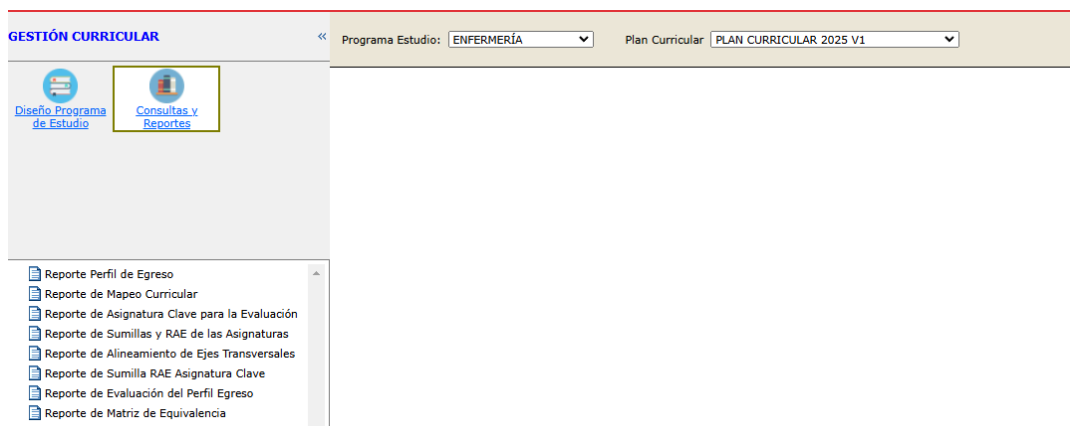 GESTIÓN CURRICULAR «
Programa Estudio: ENFERMERÍA Plan Curricular PLAN CURRICULAR 2025 V1
Diseño Programa
de Estudio
Consultas y
Reportes
Reporte Perfil de Egreso
Reporte de Mapeo Curricular
Reporte de Asignatura Clave para la Evaluación
Reporte de Sumillas y RAE de las Asignaturas
Reporte de Alineamiento de Ejes Transversales
Reporte de Sumilla RAE Asignatura Clave
Reporte de Evaluación del Perfil Egreso
Reporte de Matriz de Equivalencia